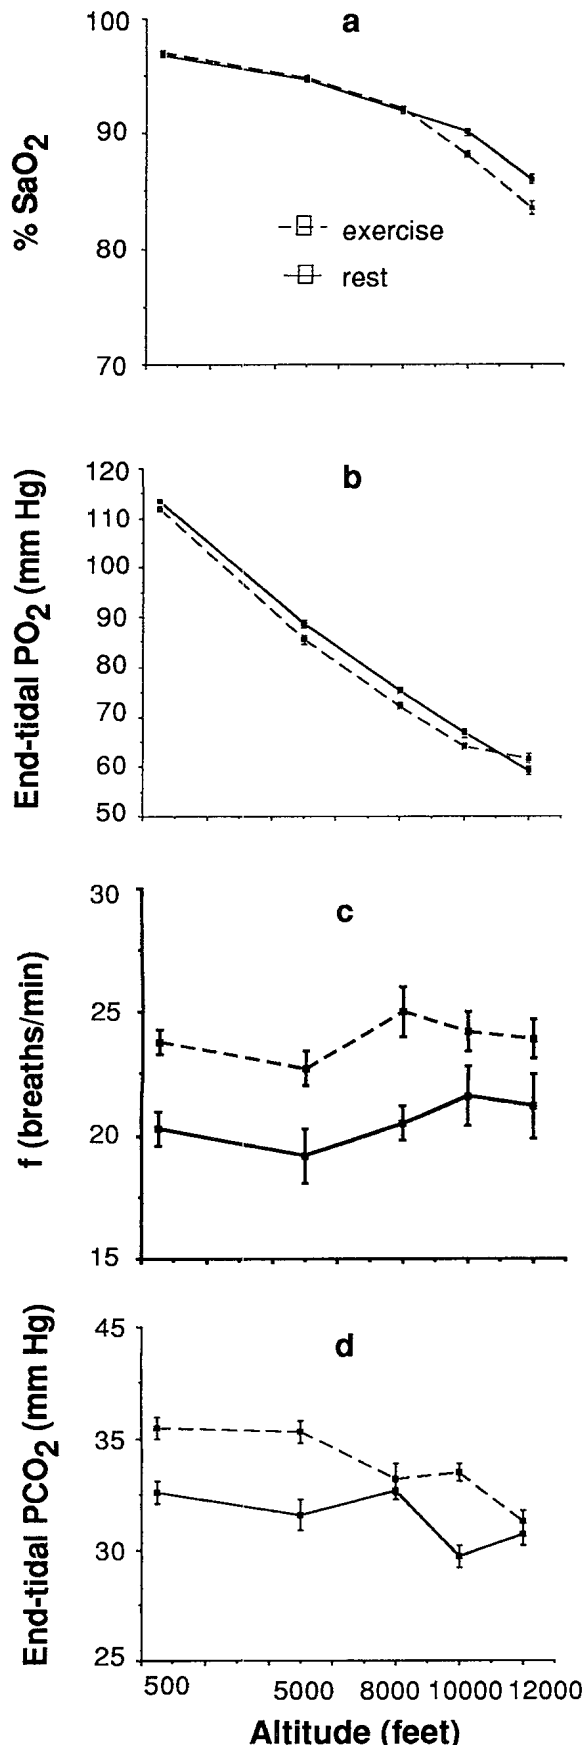 a
100
90
80
70
% SaO2
exercise
rest
b
120
110
100
90
80
70
60
50
End-tidal PO2 (mm Hg)
c
30
25
20
15
f (breaths/min)
d
45
35
30
25
End-tidal PCO2 (mm Hg)
500 5000 8000 10000 12000
Altitude (feet)